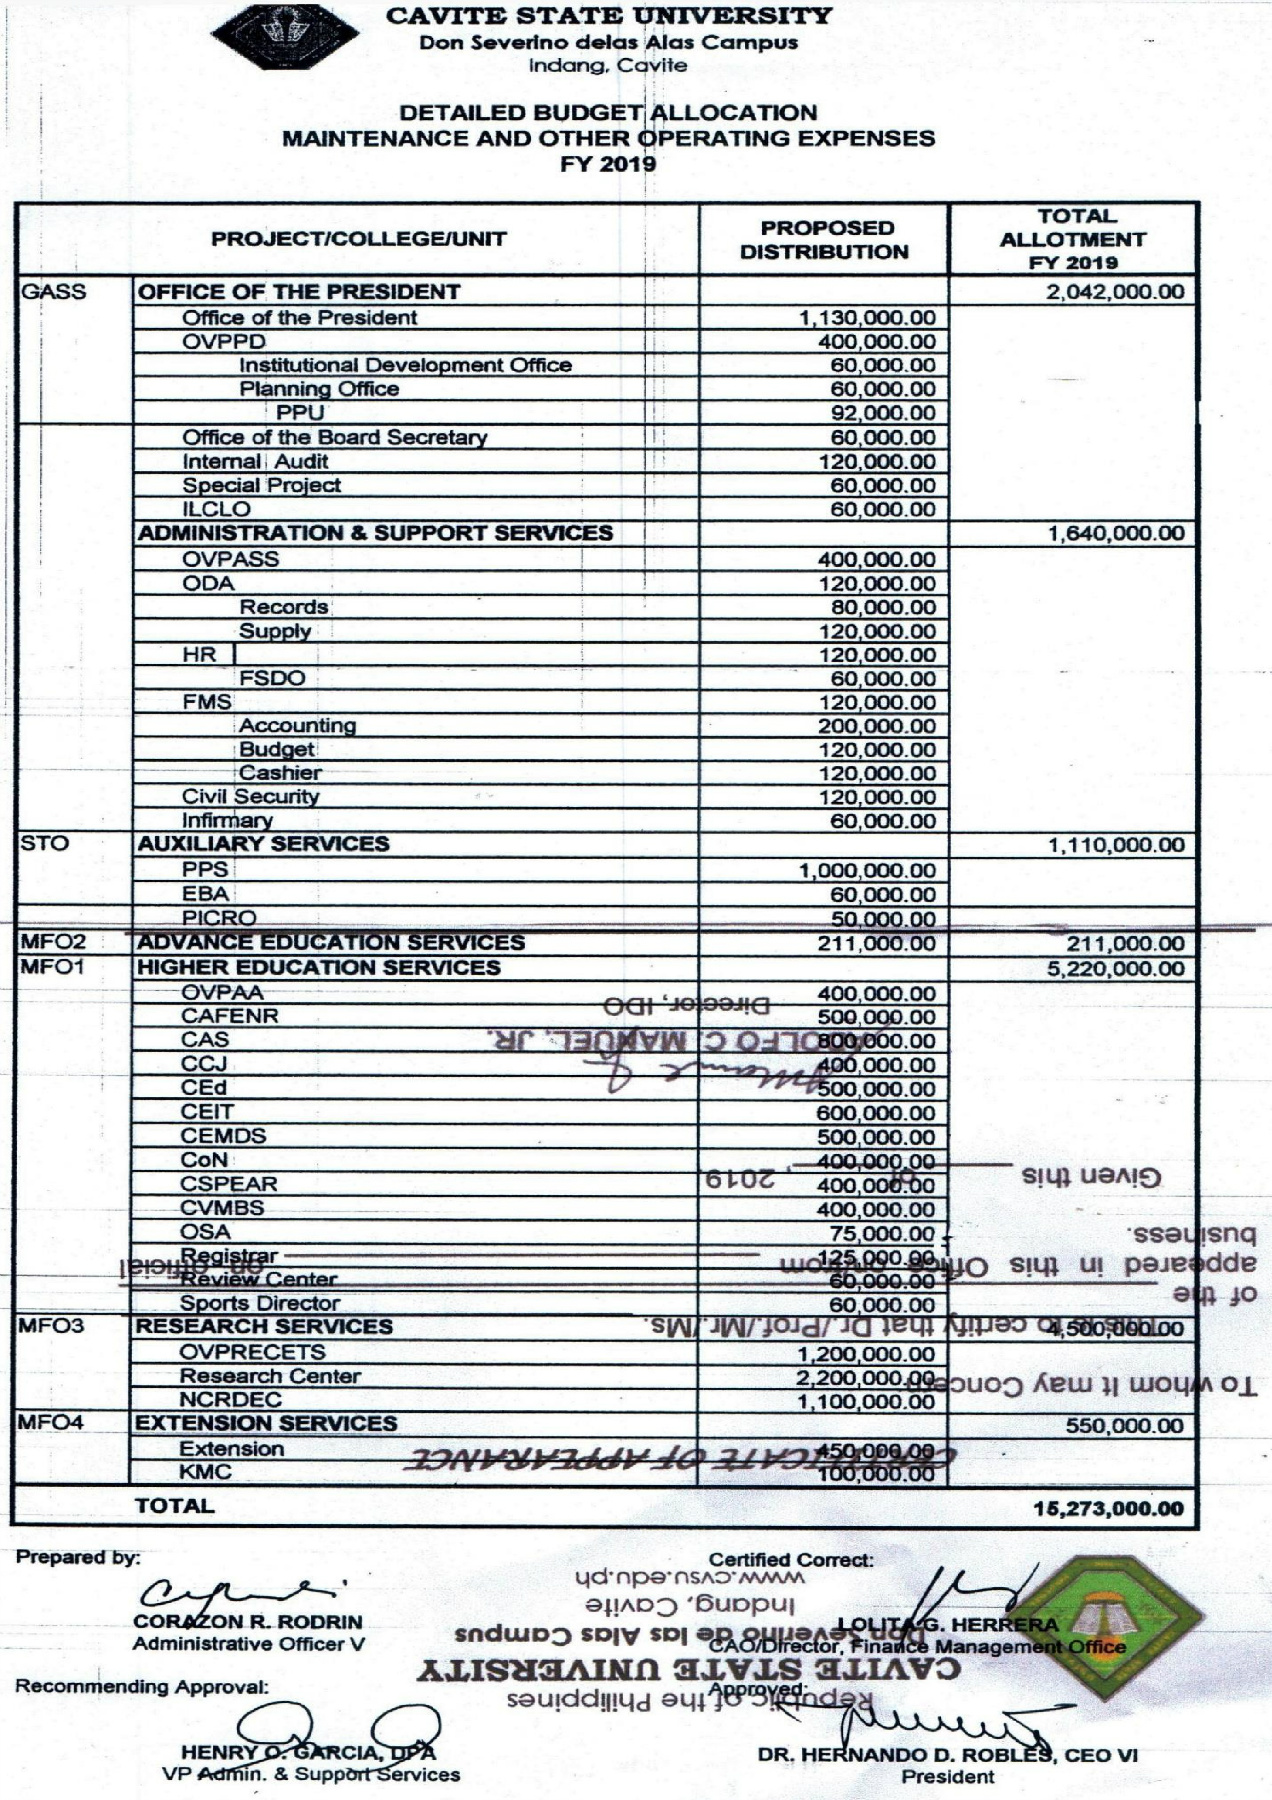 CAVITE STATE UNIVERSITY
Don Severino delas Alas Campus
Indang, Cavite
DETAILED BUDGET ALLOCATION
MAINTENANCE AND OTHER OPERATING EXPENSES
FY 2019
PROJECT/COLLEGE/UNIT PROPOSED DISTRIBUTION TOTAL ALLOTMENT FY 2019
GASS OFFICE OF THE PRESIDENT 2,042,000.00
Office of the President 1,130,000.00
OVPPD 400,000.00
Institutional Development Office 60,000.00
Planning Office 60,000.00
PPU 92,000.00
Office of the Board Secretary 60,000.00
Internal Audit 120,000.00
Special Project 60,000.00
ILCLO 60,000.00
ADMINISTRATION & SUPPORT SERVICES 1,640,000.00
OVPASS 400,000.00
ODA 120,000.00
Records 80,000.00
Supply 120,000.00
HR 120,000.00
FSDO 60,000.00
FMS 120,000.00
Accounting 200,000.00
Budget 120,000.00
Cashier 120,000.00
Civil Security 120,000.00
Infirmary 60,000.00
STO AUXILIARY SERVICES 1,110,000.00
PPS 1,000,000.00
EBA 60,000.00
PICRO 50,000.00
MFO2 ADVANCE EDUCATION SERVICES 211,000.00 211,000.00
MFO1 HIGHER EDUCATION SERVICES 5,220,000.00
OVPAA 400,000.00
CAFENR 500,000.00
CAS 800,000.00
CCJ 400,000.00
CEd 500,000.00
CEIT 600,000.00
CEMDS 500,000.00
CoN 400,000.00
CSPEAR 400,000.00
CVMBS 400,000.00
OSA 75,000.00
Registrar 125,000.00
Review Center 60,000.00
Sports Director 60,000.00
MFO3 RESEARCH SERVICES 4,500,000.00
OVPRECETS 1,200,000.00
Research Center 2,200,000.00
NCRDEC 1,100,000.00
MFO4 EXTENSION SERVICES 550,000.00
Extension 450,000.00
KMC 100,000.00
TOTAL 15,273,000.00
Prepared by: Certified Correct:
CORAZON R. RODRIN LOLITA G. HERRERA
Administrative Officer V CAO/Director, Finance Management Office
Recommending Approval: Approved:
HENRY O. GARCIA, DPA DR. HERNANDO D. ROBLES, CEO VI
VP Admin. & Support Services President
Republic of the Philippines
CAVITE STATE UNIVERSITY
Don Severino de las Alas Campus
Indang, Cavite
www.cvsu.edu.ph
CERTIFICATE OF APPEARANCE
To whom It may Concern
This is to certify that Dr./Prof./Mr./Ms.
of the
appeared in this Office on/from on official
business.
Given this of , 2019.
ADOLFO C. MANUEL, JR.
Director, IDO